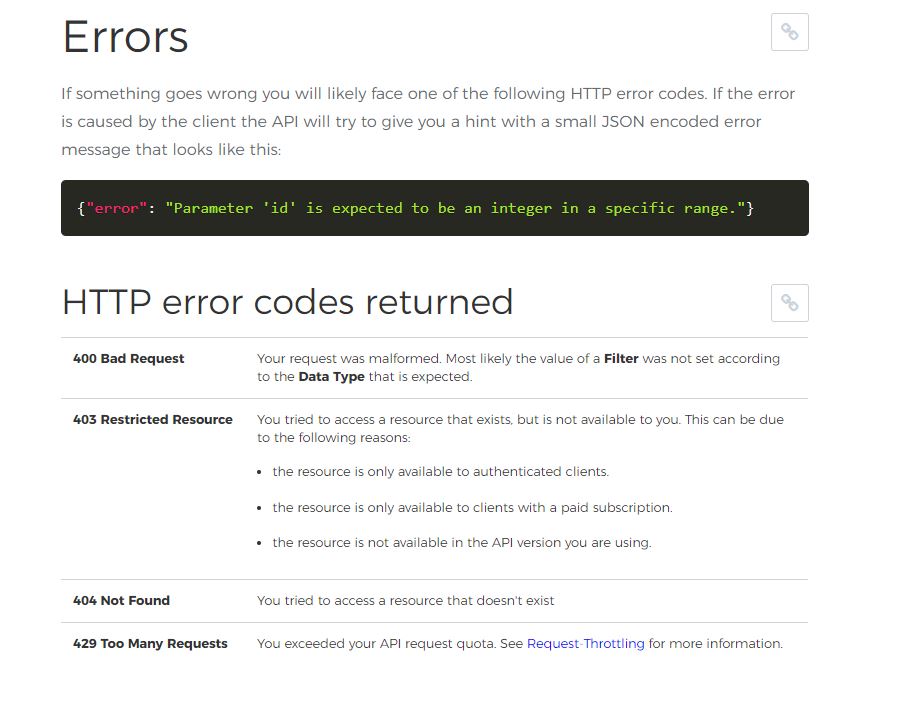 Errors
If something goes wrong you will likely face one of the following HTTP error codes. If the error
is caused by the client the API will try to give you a hint with a small JSON encoded error
message that looks like this:
{"error": "Parameter 'id' is expected to be an integer in a specific range."}
HTTP error codes returned
400 Bad Request
Your request was malformed. Most likely the value of a Filter was not set according
to the Data Type that is expected.
403 Restricted Resource
You tried to access a resource that exists, but is not available to you. This can be due
to the following reasons:
• the resource is only available to authenticated clients.
• the resource is only available to clients with a paid subscription.
• the resource is not available in the API version you are using.
404 Not Found
You tried to access a resource that doesn't exist
429 Too Many Requests
You exceeded your API request quota. See Request-Throttling for more information.